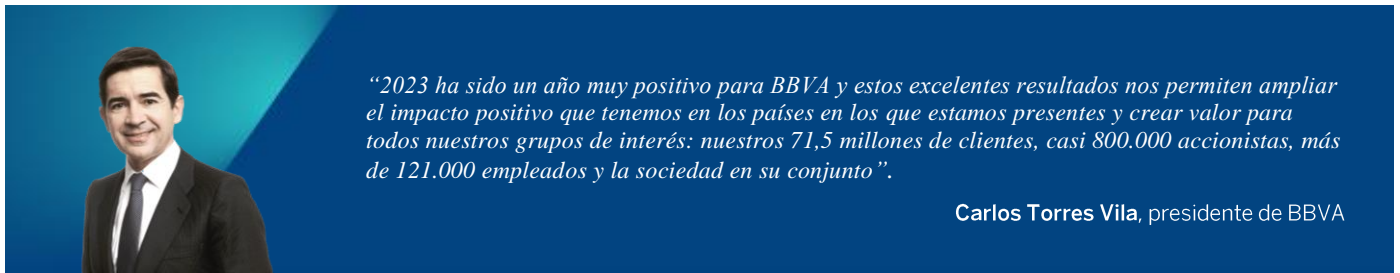 “2023 ha sido un año muy positivo para BBVA y estos excelentes resultados nos permiten ampliar
el impacto positivo que tenemos en los países en los que estamos presentes y crear valor para
todos nuestros grupos de interés: nuestros 71,5 millones de clientes, casi 800.000 accionistas, más
de 121.000 empleados y la sociedad en su conjunto”.
Carlos Torres Vila, presidente de BBVA